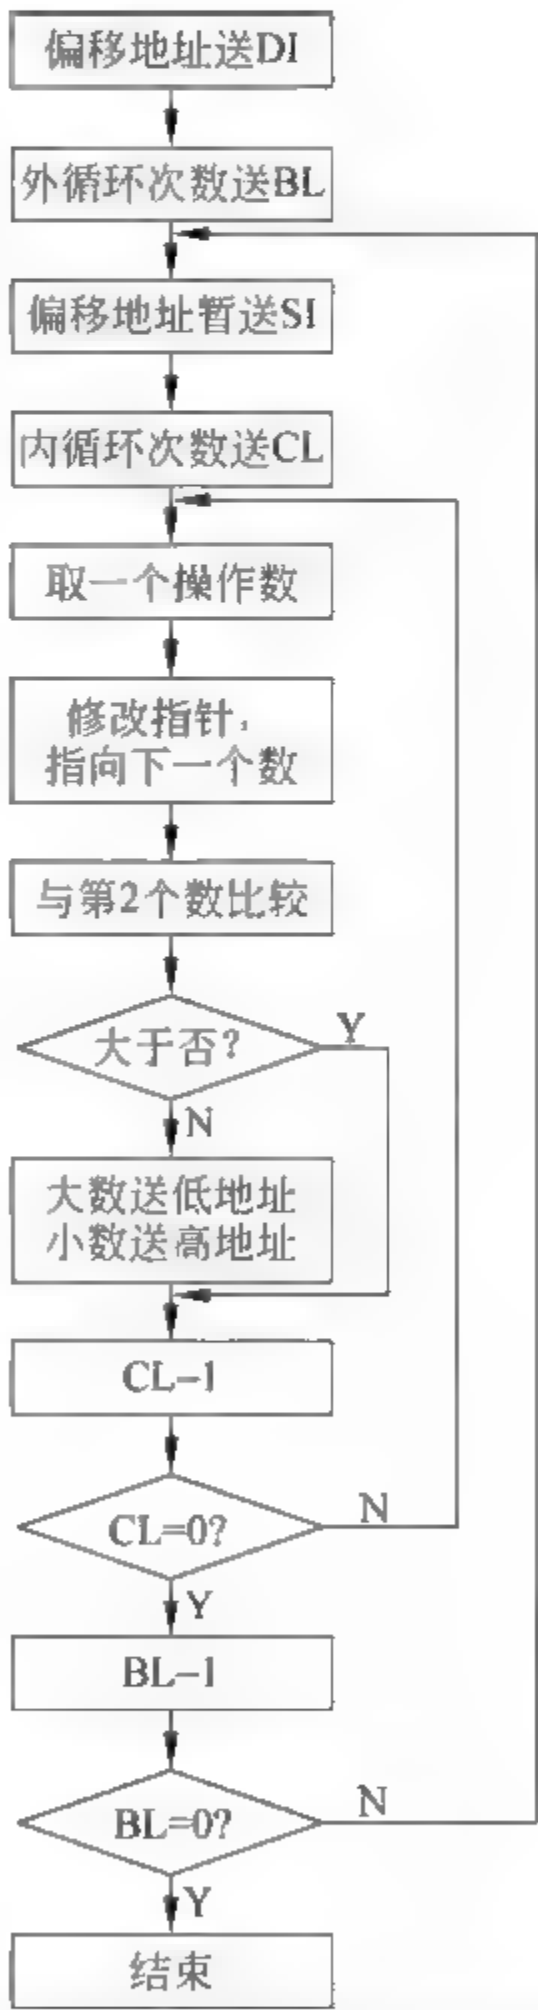 偏移地址送DI
外循环次数送BL
偏移地址暂送SI
内循环次数送CL
取一个操作数
修改指针,
指向下一个数
与第2个数比较
大于否?
Y
N
大数送低地址
小数送高地址
CL-1
CL=0?
N
Y
BL-1
BL=0?
N
Y
结束